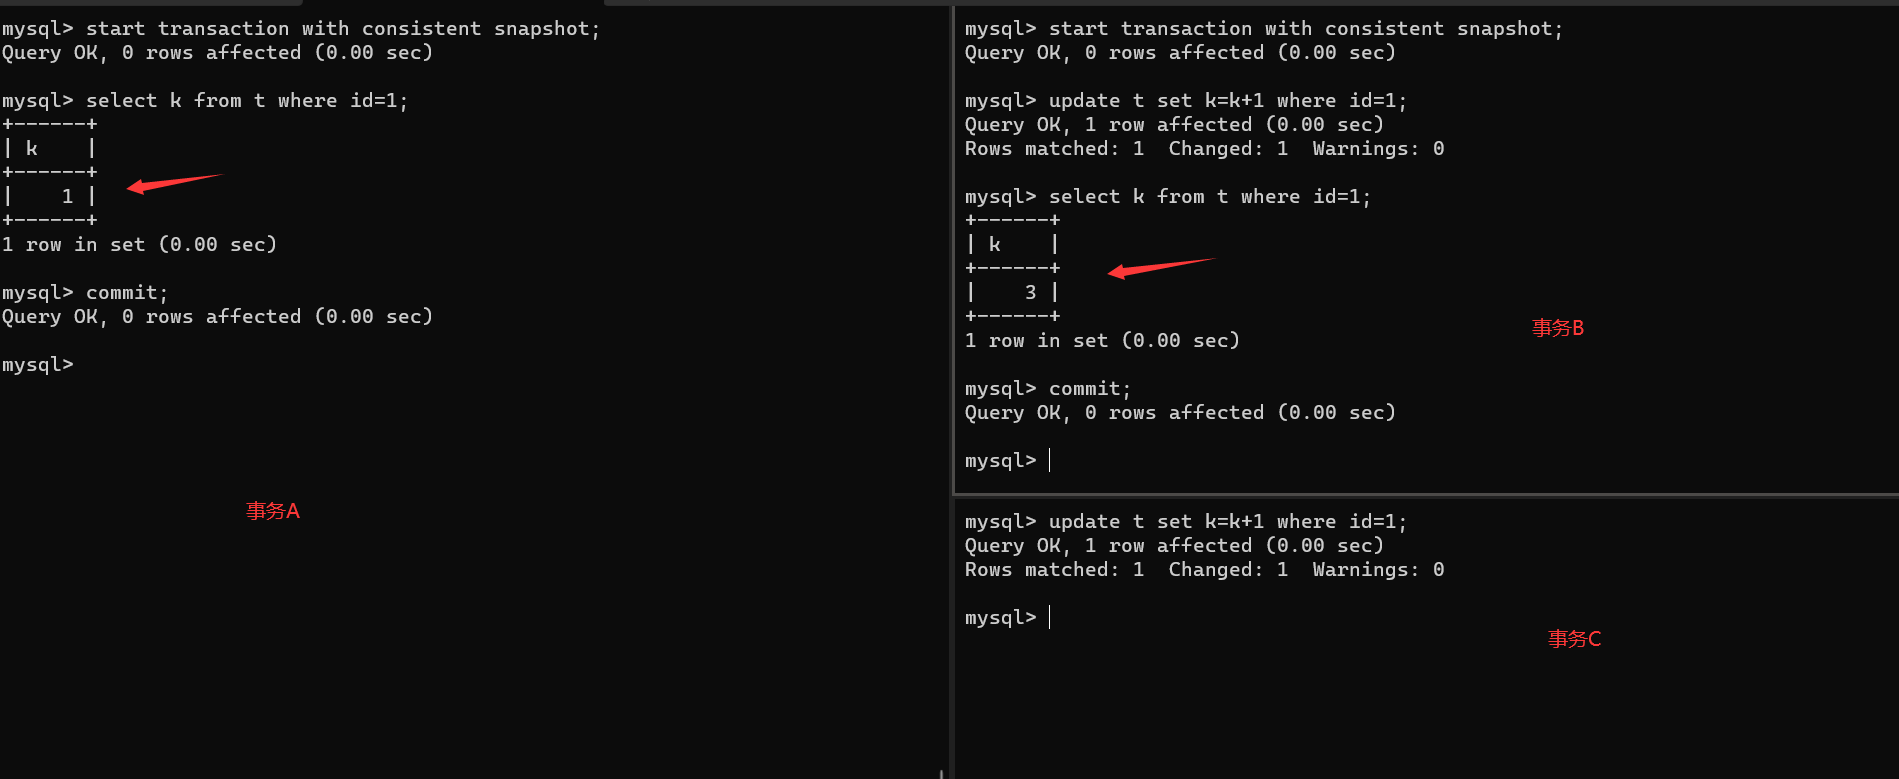 mysql> start transaction with consistent snapshot;
Query OK, 0 rows affected (0.00 sec)
mysql> select k from t where id=1;
+------+
| k    |
+------+
|    1 |
+------+
1 row in set (0.00 sec)
mysql> commit;
Query OK, 0 rows affected (0.00 sec)
mysql>
事务A
mysql> start transaction with consistent snapshot;
Query OK, 0 rows affected (0.00 sec)
mysql> update t set k=k+1 where id=1;
Query OK, 1 row affected (0.00 sec)
Rows matched: 1  Changed: 1  Warnings: 0
mysql> select k from t where id=1;
+------+
| k    |
+------+
|    3 |
+------+
1 row in set (0.00 sec)
事务B
mysql> commit;
Query OK, 0 rows affected (0.00 sec)
mysql>
mysql> update t set k=k+1 where id=1;
Query OK, 1 row affected (0.00 sec)
Rows matched: 1  Changed: 1  Warnings: 0
mysql>
事务C